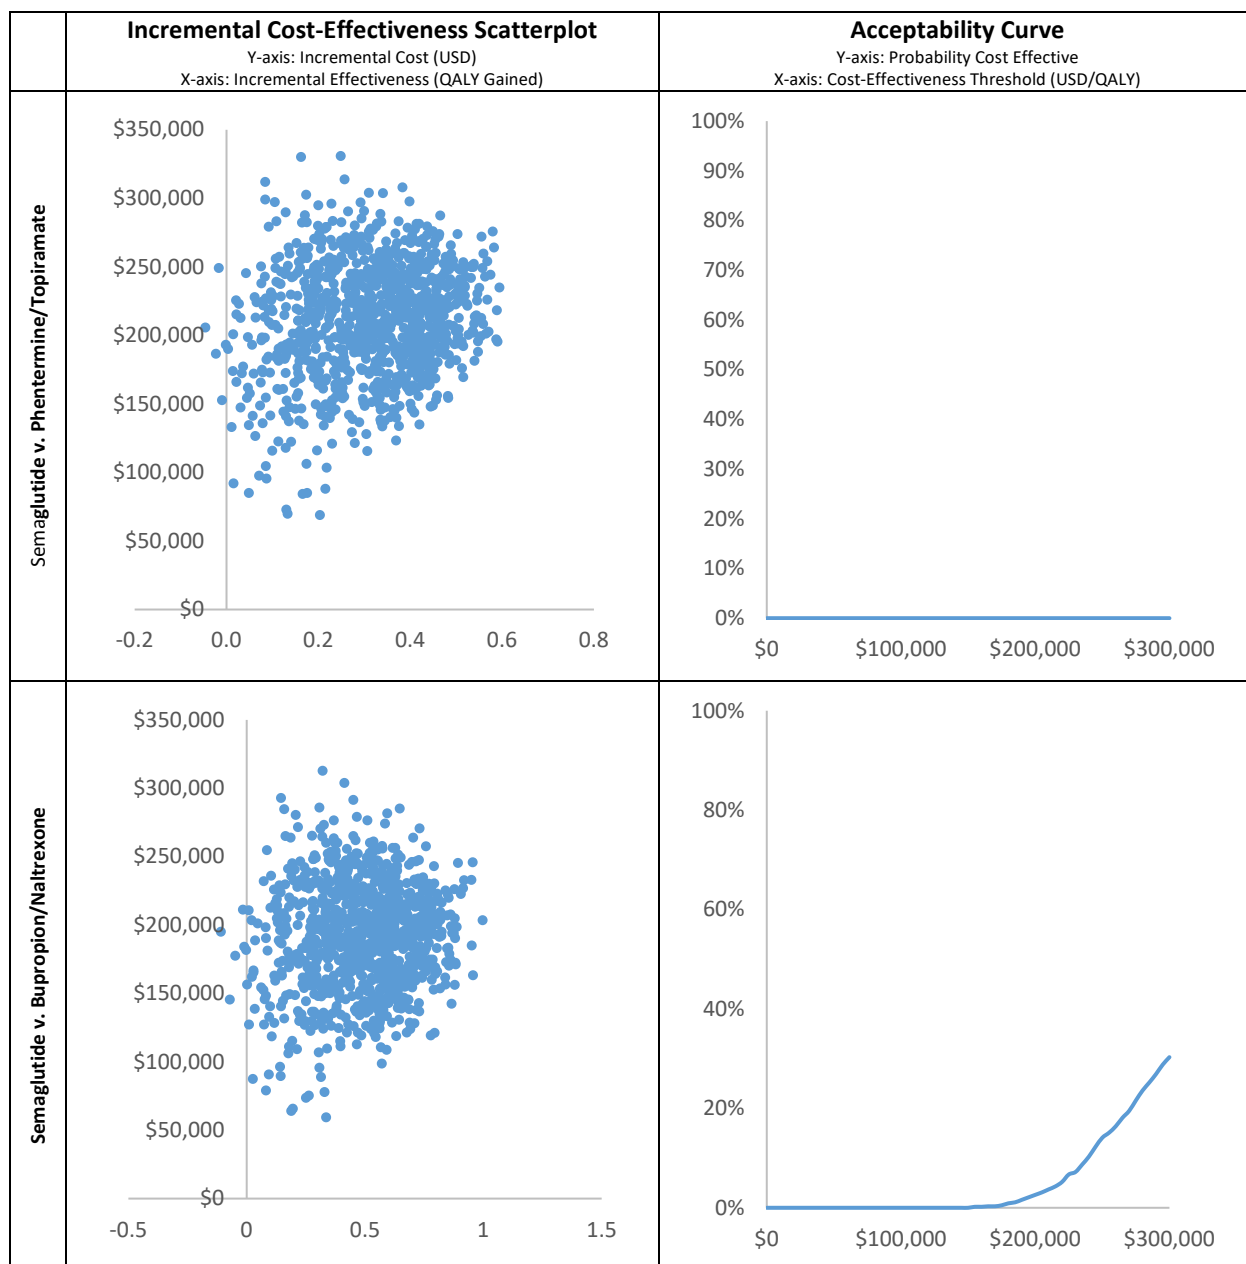 Incremental Cost-Effectiveness Scatterplot
Y-axis: Incremental Cost (USD)
X-axis: Incremental Effectiveness (QALY Gained)
Acceptability Curve
Y-axis: Probability Cost Effective
X-axis: Cost-Effectiveness Threshold (USD/QALY)
Semaglutide v. Phentermine/Topiramate
$350,000
$300,000
$250,000
$200,000
$150,000
$100,000
$50,000
$0
-0.2 0.0 0.2 0.4 0.6 0.8
100%
90%
80%
70%
60%
50%
40%
30%
20%
10%
0%
$0 $100,000 $200,000 $300,000
Semaglutide v. Bupropion/Naltrexone
$350,000
$300,000
$250,000
$200,000
$150,000
$100,000
$50,000
$0
-0.5 0 0.5 1 1.5
100%
80%
60%
40%
20%
0%
$0 $100,000 $200,000 $300,000